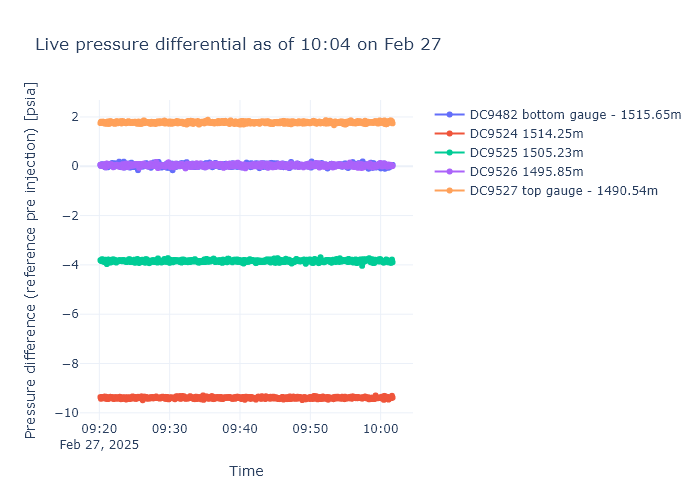 Live pressure differential as of 10:04 on Feb 27
Pressure difference (reference pre injection) [psia]
2
0
−2
−4
−6
−8
−10
09:20
09:30
09:40
09:50
10:00
Feb 27, 2025
Time
DC9482 bottom gauge - 1515.65m
DC9524 1514.25m
DC9525 1505.23m
DC9526 1495.85m
DC9527 top gauge - 1490.54m